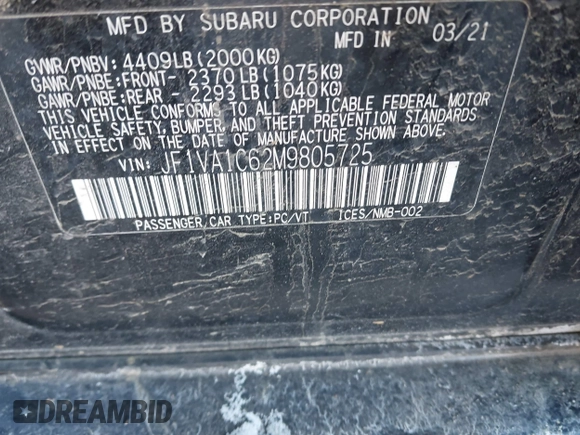 MFD BY SUBARU CORPORATION
MFD IN 03/21
GVWR/PNBV: 4409LB(2000KG)
GAWR/PNBE:FRONT- 2370LB(1075KG)
GAWR/PNBE:REAR - 2293LB(1040KG)
THIS VEHICLE CONFORMS TO ALL APPLICABLE FEDERAL MOTOR
VEHICLE SAFETY, BUMPER, AND THEFT PREVENTION STANDARDS
IN EFFECT ON THE DATE OF MANUFACTURE SHOWN ABOVE.
VIN: JF1VA1C62M9805725
PASSENGER CAR TYPE:PC/VT ICES/NMB-002
DREAMBID